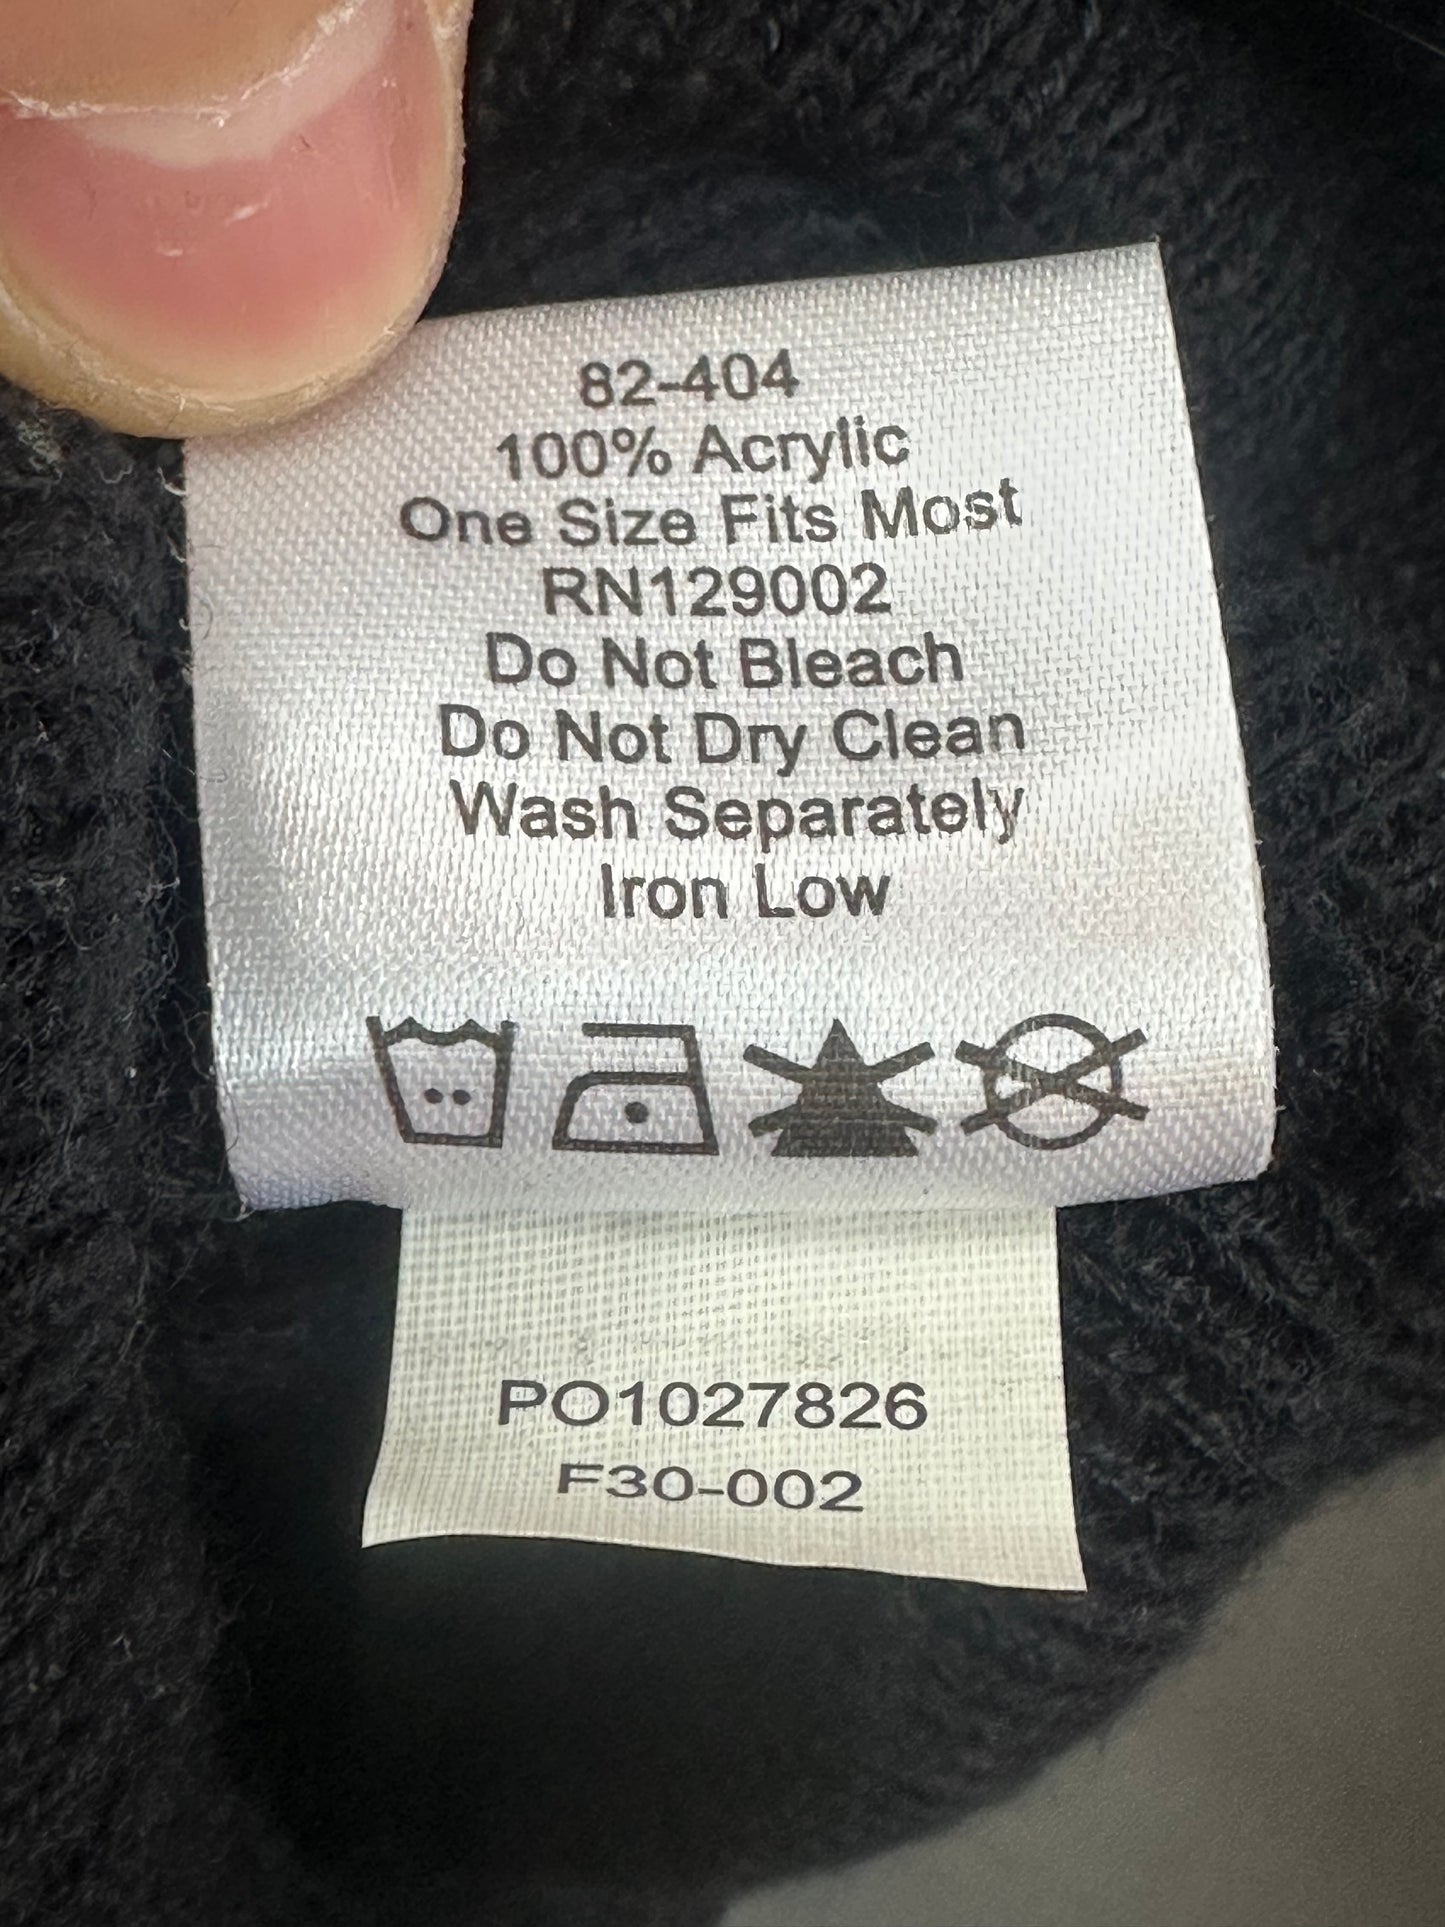 82-404
100% Acrylic
One Size Fits Most
RN129002
Do Not Bleach
Do Not Dry Clean
Wash Separately
Iron Low
PO1027826
F30-002